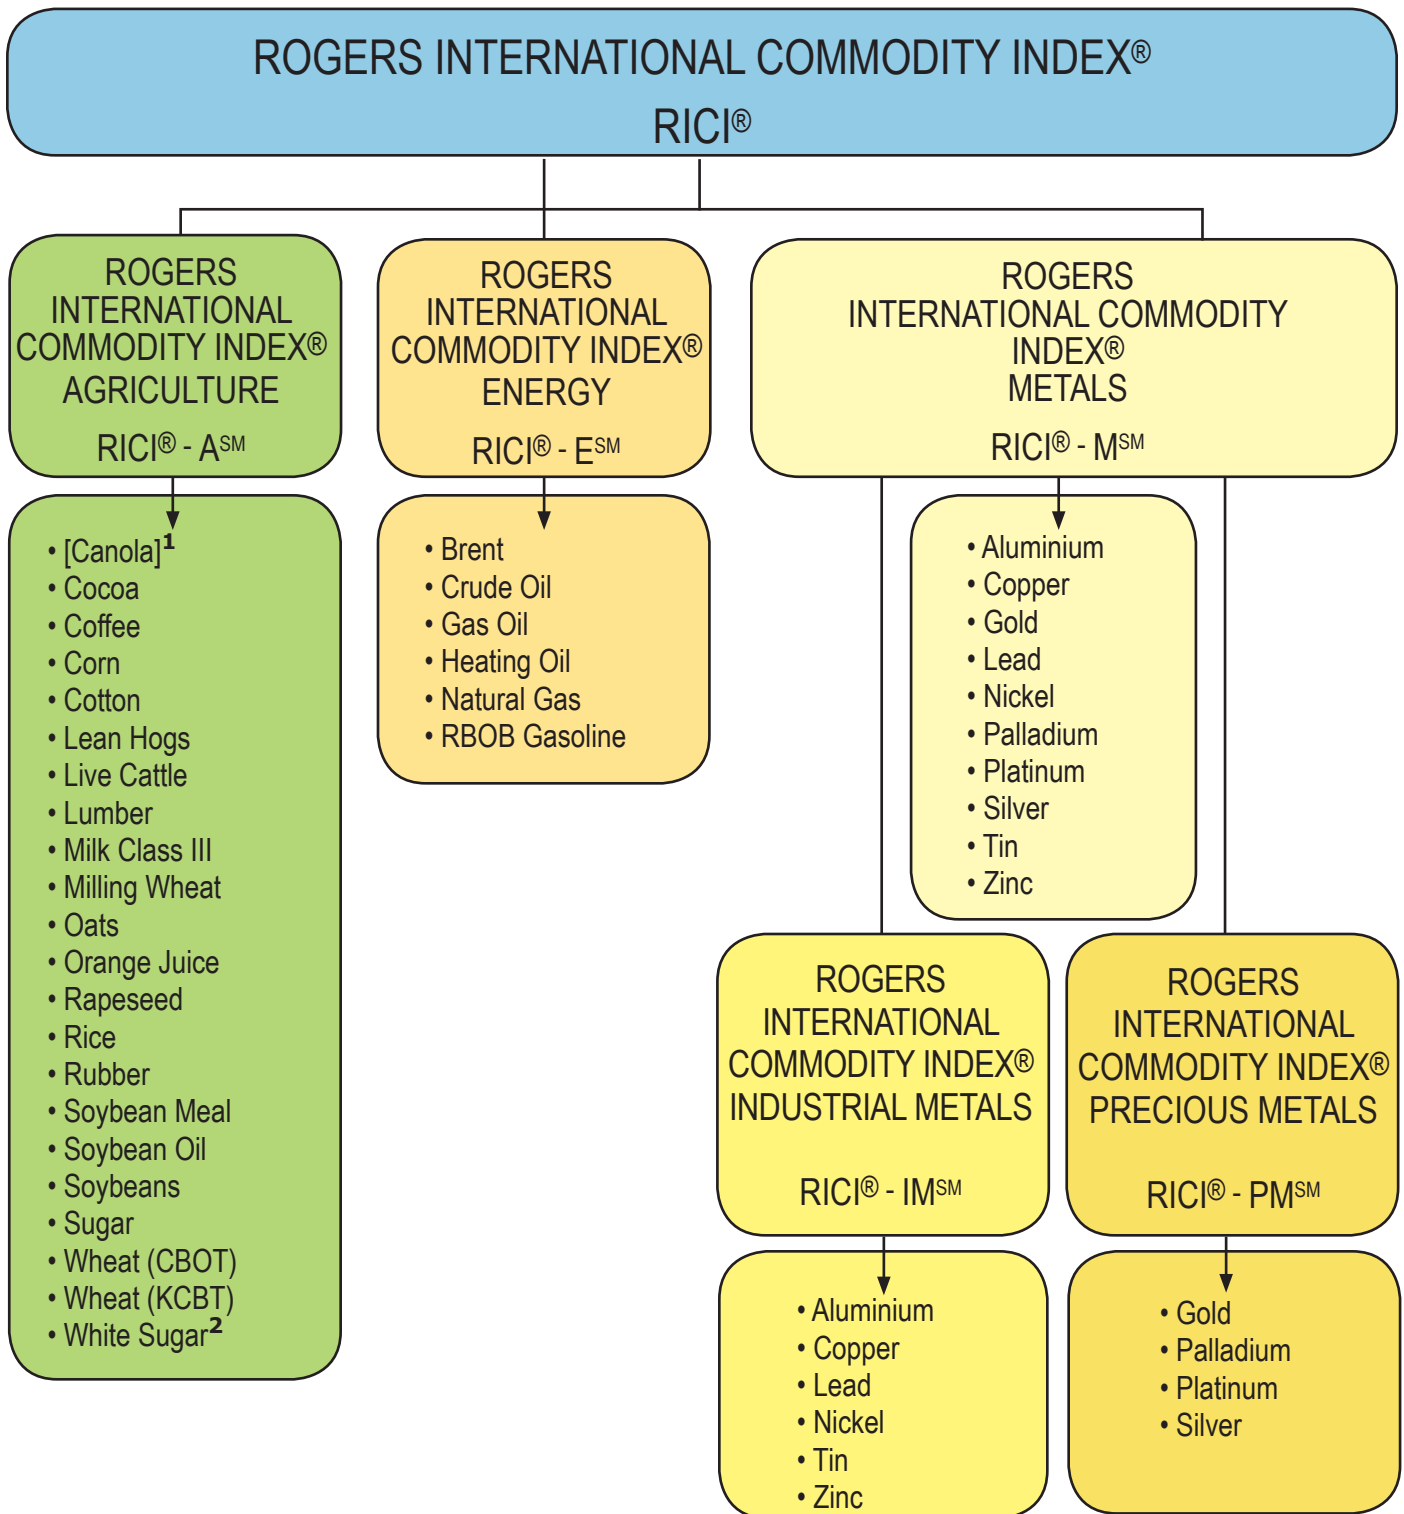 ROGERS INTERNATIONAL COMMODITY INDEX®
RICI®
ROGERS
INTERNATIONAL
COMMODITY INDEX®
AGRICULTURE
RICI® - A℠
• [Canola]¹
• Cocoa
• Coffee
• Corn
• Cotton
• Lean Hogs
• Live Cattle
• Lumber
• Milk Class III
• Milling Wheat
• Oats
• Orange Juice
• Rapeseed
• Rice
• Rubber
• Soybean Meal
• Soybean Oil
• Soybeans
• Sugar
• Wheat (CBOT)
• Wheat (KCBT)
• White Sugar²
ROGERS
INTERNATIONAL
COMMODITY INDEX®
ENERGY
RICI® - E℠
• Brent
• Crude Oil
• Gas Oil
• Heating Oil
• Natural Gas
• RBOB Gasoline
ROGERS
INTERNATIONAL COMMODITY
INDEX®
METALS
RICI® - M℠
• Aluminium
• Copper
• Gold
• Lead
• Nickel
• Palladium
• Platinum
• Silver
• Tin
• Zinc
ROGERS
INTERNATIONAL
COMMODITY INDEX®
INDUSTRIAL METALS
RICI® - IM℠
• Aluminium
• Copper
• Lead
• Nickel
• Tin
• Zinc
ROGERS
INTERNATIONAL
COMMODITY INDEX®
PRECIOUS METALS
RICI® - PM℠
• Gold
• Palladium
• Platinum
• Silver